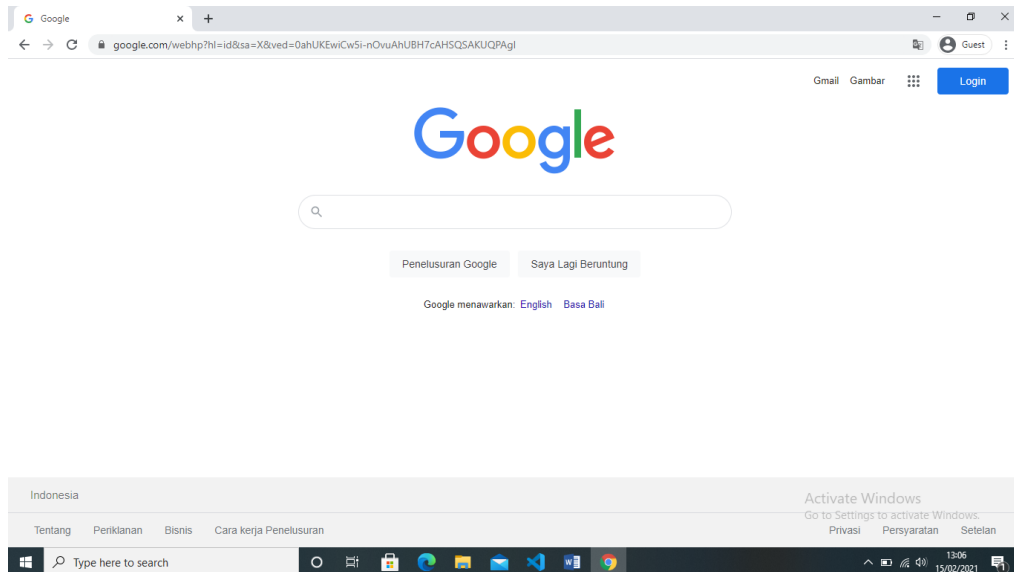 Google
google.com/webhp?hl=id&sa=X&ved=0ahUKEwiCw5i-nOvuAhUBH7cAHSQSAKUQPAgI
Guest
Gmail Gambar Login
Google
Penelusuran Google Saya Lagi Beruntung
Google menawarkan: English Basa Bali
Indonesia
Activate Windows
Go to Settings to activate Windows.
Tentang Periklanan Bisnis Cara kerja Penelusuran Privasi Persyaratan Setelan
Type here to search
13:06
15/02/2021